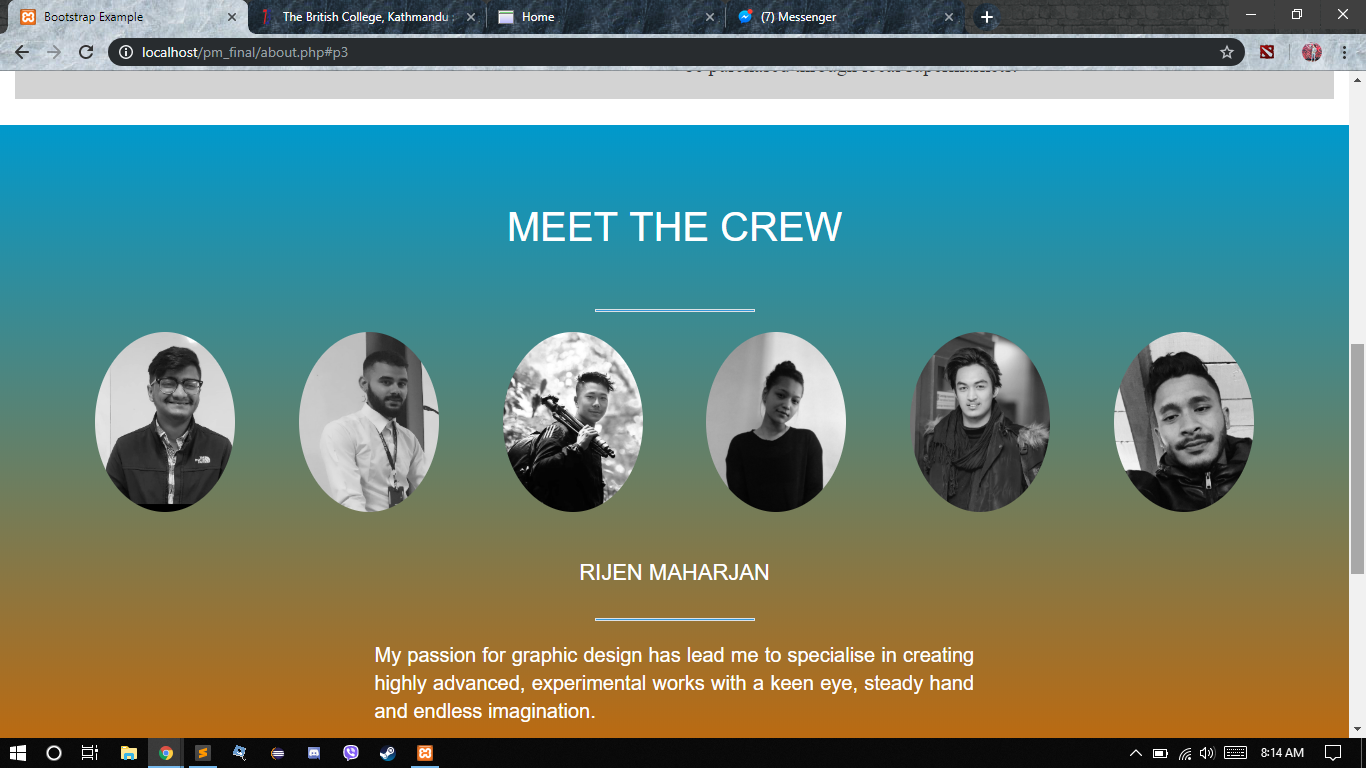 Bootstrap Example
The British College, Kathmandu
Home
(7) Messenger
localhost/pm_final/about.php#p3
MEET THE CREW
RIJEN MAHARJAN
My passion for graphic design has lead me to specialise in creating
highly advanced, experimental works with a keen eye, steady hand
and endless imagination.
8:14 AM